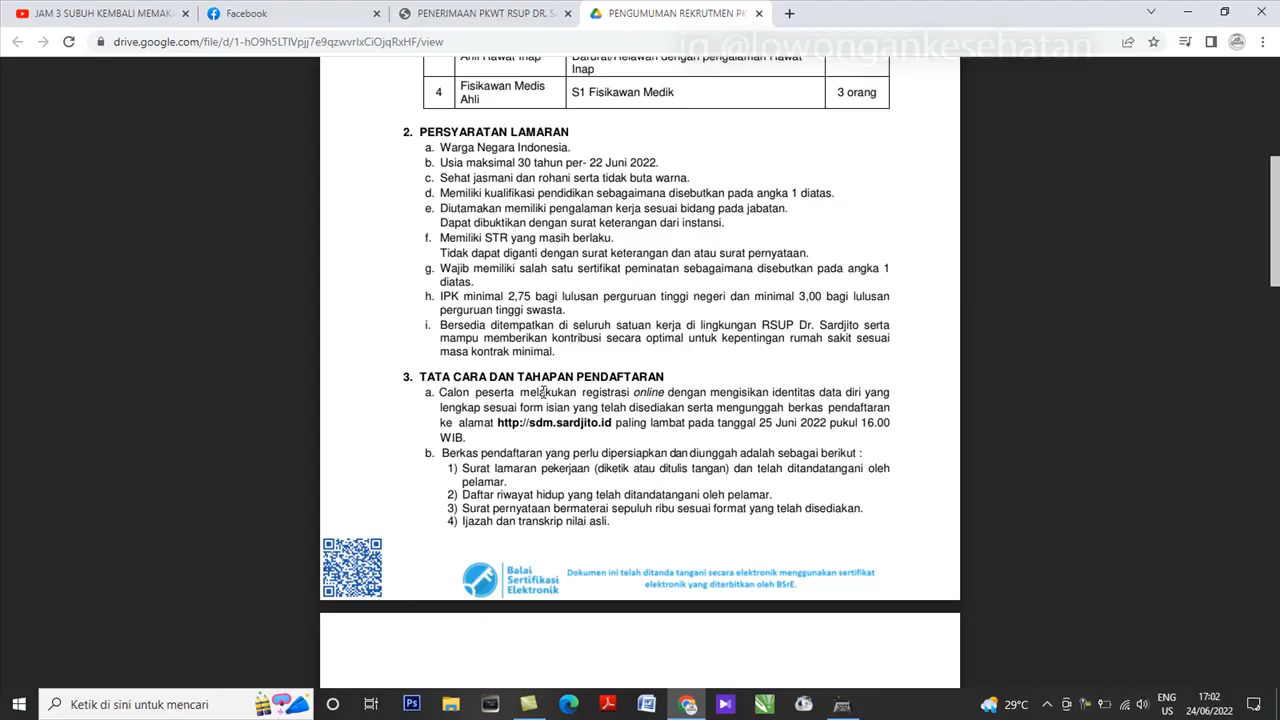 JAM 3 SUBUH KEMBALI MEMAK
Facebook
PENERIMAAN PKWT RSUP DR. S
PENGUMUMAN REKRUTMEN PK
drive.google.com/file/d/1-hO9h5LTlVpjj7e9qzwvrlxCiOjqRxHF/view
ig @lowongankesehatan
Ahli Rawat Inap
Darurat/Relawan dengan pengalaman Rawat
Inap
4 Fisikawan Medis Ahli S1 Fisikawan Medik 3 orang
2. PERSYARATAN LAMARAN
a. Warga Negara Indonesia.
b. Usia maksimal 30 tahun per- 22 Juni 2022.
c. Sehat jasmani dan rohani serta tidak buta warna.
d. Memiliki kualifikasi pendidikan sebagaimana disebutkan pada angka 1 diatas.
e. Diutamakan memiliki pengalaman kerja sesuai bidang pada jabatan.
Dapat dibuktikan dengan surat keterangan dari instansi.
f. Memiliki STR yang masih berlaku.
Tidak dapat diganti dengan surat keterangan dan atau surat pernyataan.
g. Wajib memiliki salah satu sertifikat peminatan sebagaimana disebutkan pada angka 1
diatas.
h. IPK minimal 2,75 bagi lulusan perguruan tinggi negeri dan minimal 3,00 bagi lulusan
perguruan tinggi swasta.
i. Bersedia ditempatkan di seluruh satuan kerja di lingkungan RSUP Dr. Sardjito serta
mampu memberikan kontribusi secara optimal untuk kepentingan rumah sakit sesuai
masa kontrak minimal.
3. TATA CARA DAN TAHAPAN PENDAFTARAN
a. Calon peserta melakukan registrasi online dengan mengisikan identitas data diri yang
lengkap sesuai form isian yang telah disediakan serta mengunggah berkas pendaftaran
ke alamat http://sdm.sardjito.id paling lambat pada tanggal 25 Juni 2022 pukul 16.00
WIB.
b. Berkas pendaftaran yang perlu dipersiapkan dan diunggah adalah sebagai berikut :
1) Surat lamaran pekerjaan (diketik atau ditulis tangan) dan telah ditandatangani oleh
pelamar.
2) Daftar riwayat hidup yang telah ditandatangani oleh pelamar.
3) Surat pernyataan bermaterai sepuluh ribu sesuai format yang telah disediakan.
4) Ijazah dan transkrip nilai asli.
Balai
Sertifikasi
Elektronik
Dokumen ini telah ditanda tangani secara elektronik menggunakan sertifikat
elektronik yang diterbitkan oleh BSrE.
Ketik di sini untuk mencari
29°C
ENG
US
17:02
24/06/2022